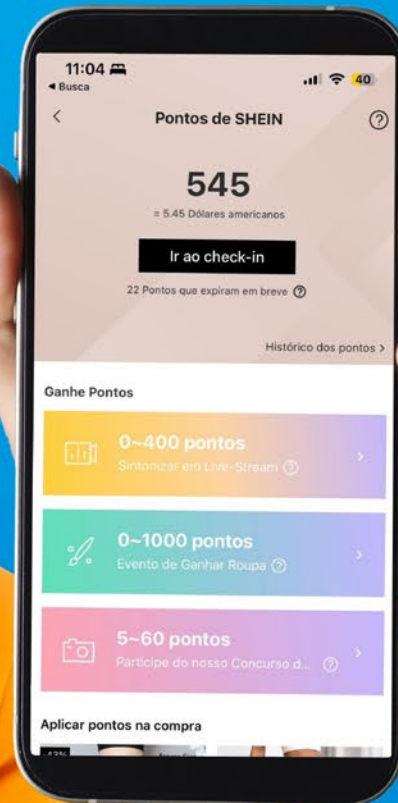 11:04
◄ Busca
40
Pontos de SHEIN
545
= 5.45 Dólares americanos
Ir ao check-in
22 Pontos que expiram em breve
Histórico dos pontos >
Ganhe Pontos
0~400 pontos
Sintonizar em Live-Stream
0~1000 pontos
Evento de Ganhar Roupa
5~60 pontos
Participe do nosso Concurso d...
Aplicar pontos na compra
-43%